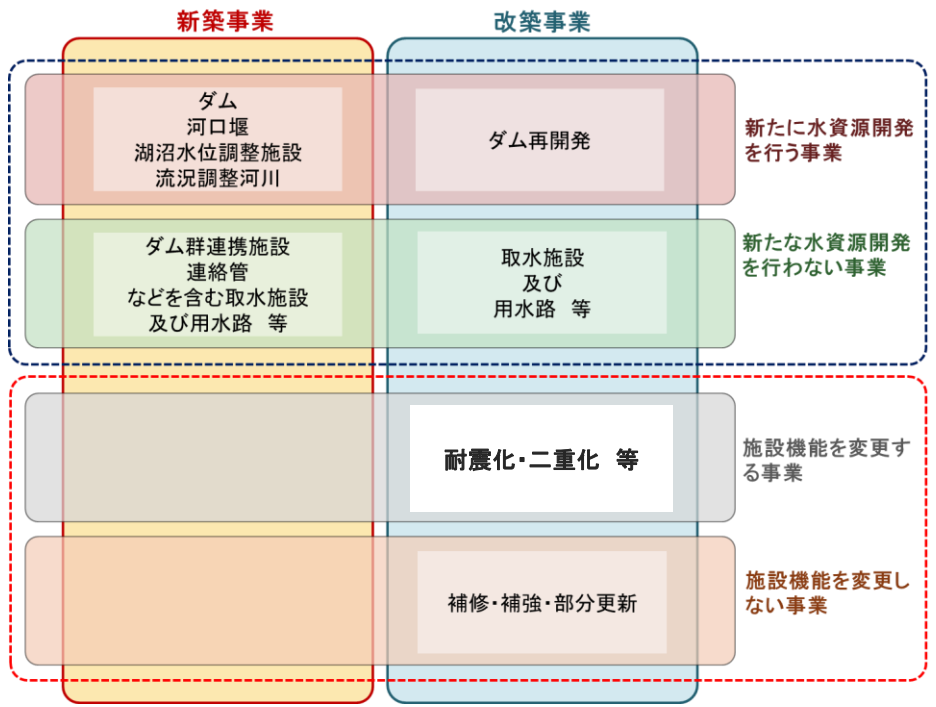 新築事業
改築事業
ダム
河口堰
湖沼水位調整施設
流況調整河川
ダム再開発
新たに水資源開発
を行う事業
ダム群連携施設
連絡管
などを含む取水施設
及び用水路 等
取水施設
及び
用水路 等
新たな水資源開発
を行わない事業
耐震化・二重化 等
施設機能を変更す
る事業
補修・補強・部分更新
施設機能を変更し
ない事業